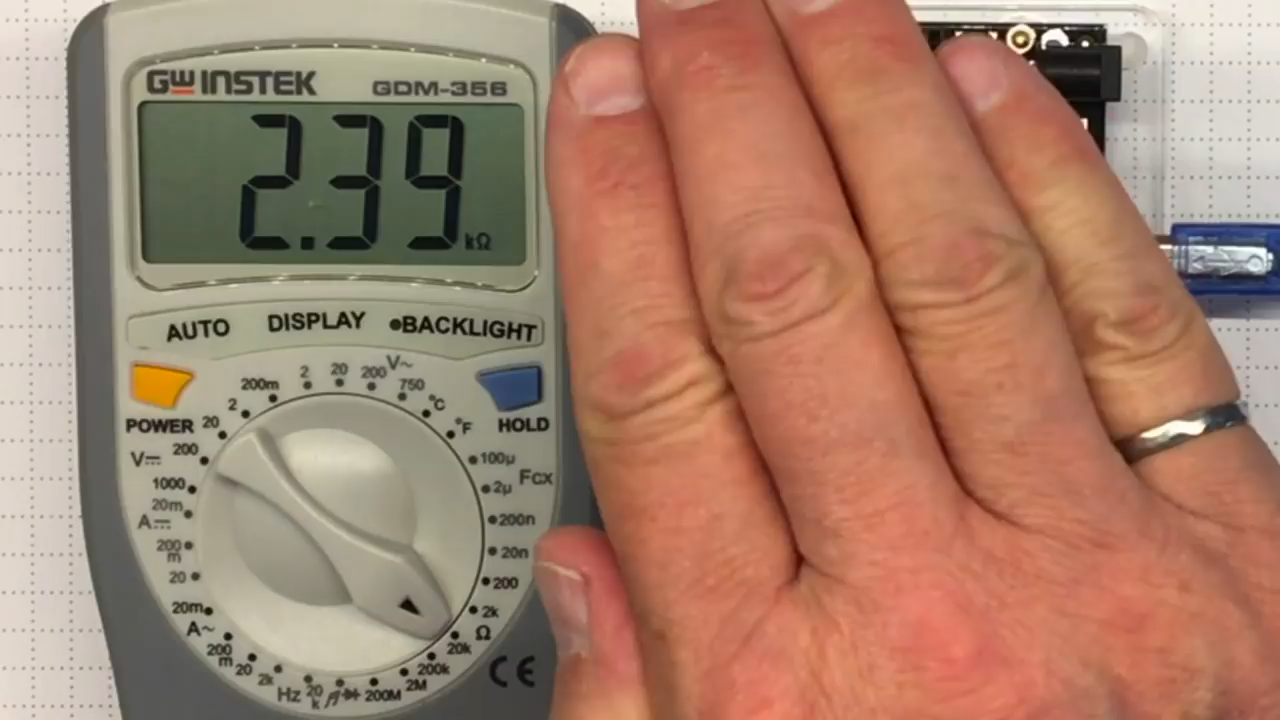 GW INSTEK GDM-356
2.39 kΩ
AUTO DISPLAY •BACKLIGHT
POWER HOLD
V⎓ 200m 2 20 200 1000
V~ 2 20 200 750
°C °F
Fcx 100µ 2µ 200n 20n
Ω 200 2k 20k 200k 2M 200M
A⎓ 20m 200m 20
A~ 20m 200m 20
Hz 2k 20k
CE